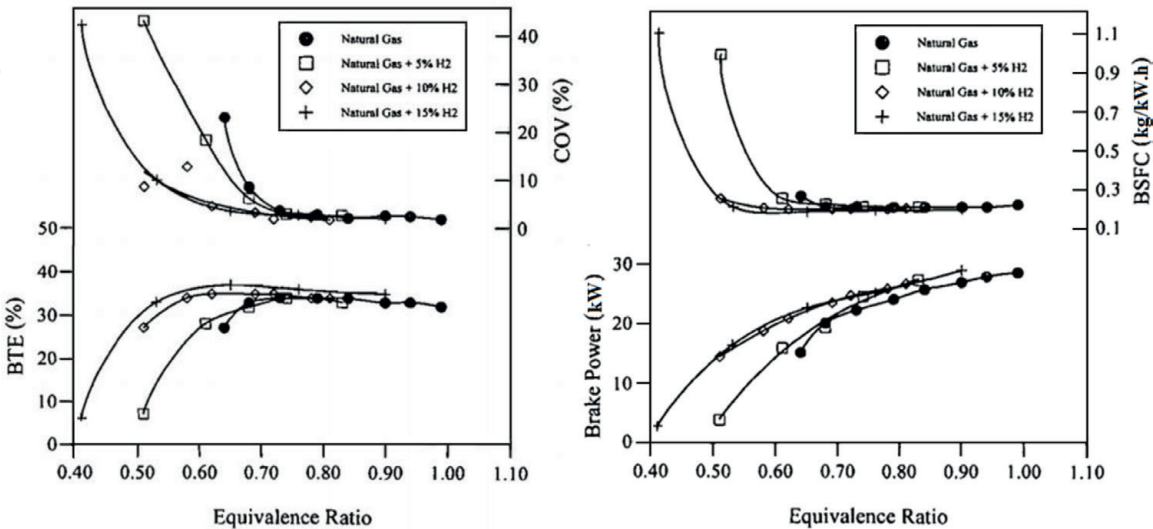 Natural Gas
Natural Gas + 5% H2
Natural Gas + 10% H2
Natural Gas + 15% H2
40
30
20
10
0
COV (%)
50
40
30
20
10
0
BTE (%)
0.40 0.50 0.60 0.70 0.80 0.90 1.00 1.10
Equivalence Ratio
Natural Gas
Natural Gas + 5% H2
Natural Gas + 10% H2
Natural Gas + 15% H2
1.1
0.9
0.7
0.5
0.3
0.1
BSFC (kg/kW.h)
30
20
10
0
Brake Power (kW)
0.40 0.50 0.60 0.70 0.80 0.90 1.00 1.10
Equivalence Ratio